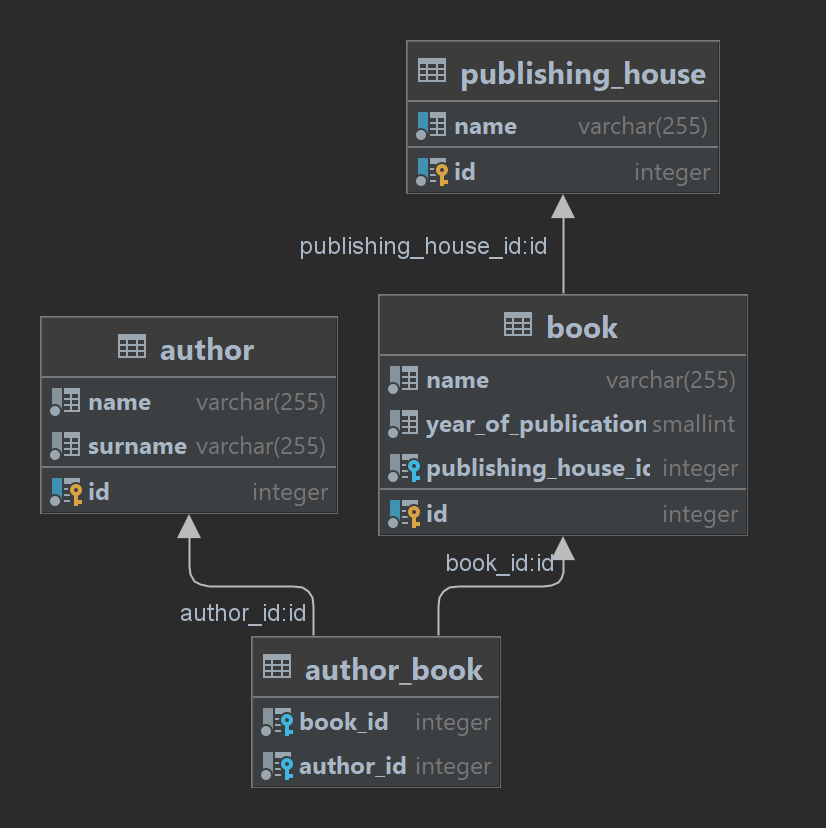 publishing_house
name varchar(255)
id integer
publishing_house_id:id
book
name varchar(255)
year_of_publication smallint
publishing_house_id integer
id integer
author
name varchar(255)
surname varchar(255)
id integer
book_id:id
author_id:id
author_book
book_id integer
author_id integer